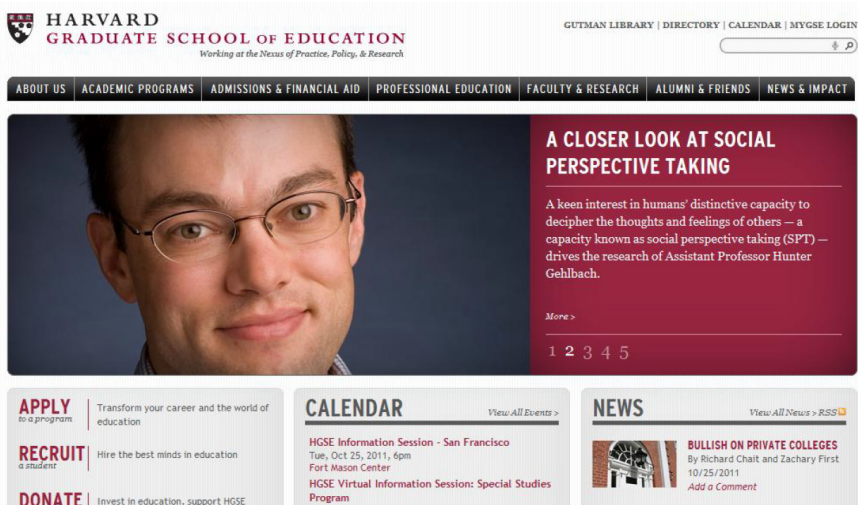 HARVARD
GRADUATE SCHOOL OF EDUCATION
Working at the Nexus of Practice, Policy, & Research
GUTMAN LIBRARY | DIRECTORY | CALENDAR | MYGSE LOGIN
ABOUT US | ACADEMIC PROGRAMS | ADMISSIONS & FINANCIAL AID | PROFESSIONAL EDUCATION | FACULTY & RESEARCH | ALUMNI & FRIENDS | NEWS & IMPACT
A CLOSER LOOK AT SOCIAL
PERSPECTIVE TAKING
A keen interest in humans' distinctive capacity to
decipher the thoughts and feelings of others — a
capacity known as social perspective taking (SPT) —
drives the research of Assistant Professor Hunter
Gehlbach.
More >
1 2 3 4 5
APPLY
to a program
Transform your career and the world of
education
RECRUIT
a student
Hire the best minds in education
DONATE
Invest in education, support HGSE
CALENDAR
View All Events >
HGSE Information Session - San Francisco
Tue, Oct 25, 2011, 6pm
Fort Mason Center
HGSE Virtual Information Session: Special Studies
Program
NEWS
View All News > RSS
BULLISH ON PRIVATE COLLEGES
By Richard Chait and Zachary First
10/25/2011
Add a Comment